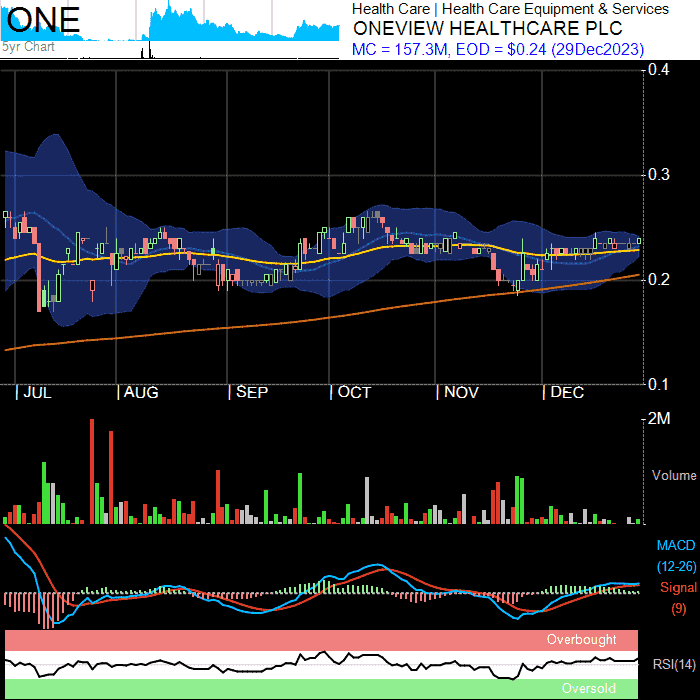 ONE
5yr Chart
Health Care | Health Care Equipment & Services
ONEVIEW HEALTHCARE PLC
MC = 157.3M, EOD = $0.24 (29Dec2023)
0.4
0.3
0.2
0.1
| JUL | AUG | SEP | OCT | NOV | DEC
2M
Volume
MACD
(12-26)
Signal
(9)
Overbought
RSI(14)
Oversold